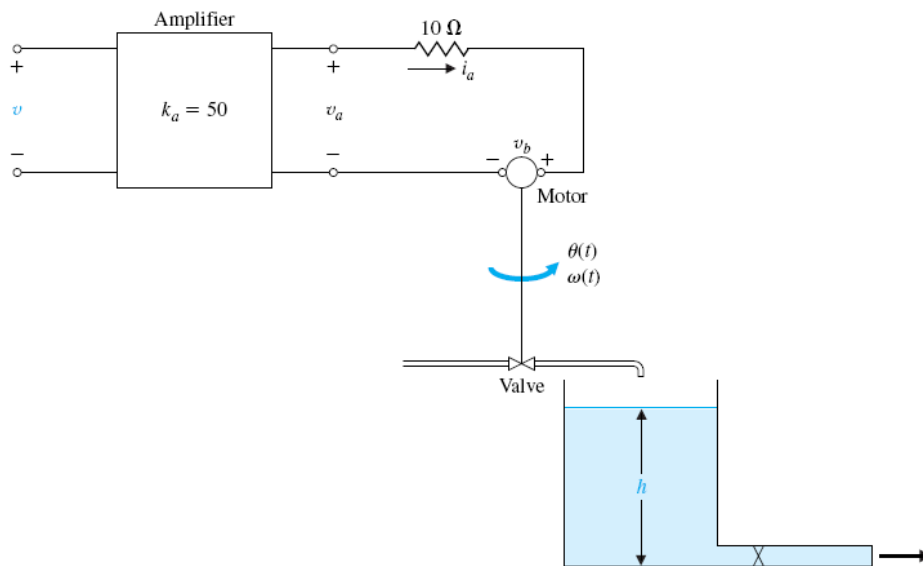 Amplifier
10 Ω
+
+
i_a
v
k_a = 50
v_a
−
−
v_b
−
+
Motor
θ(t)
ω(t)
Valve
h